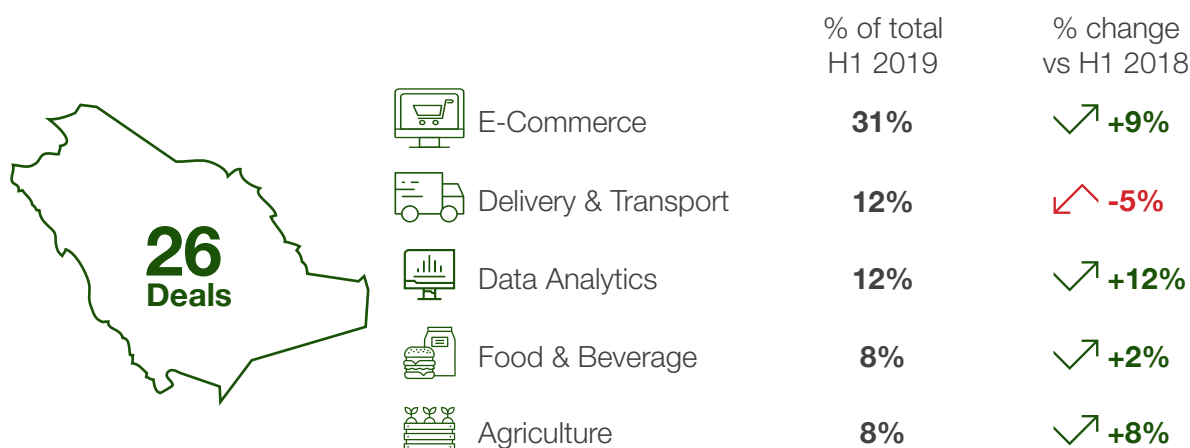 % of total % change
H1 2019 vs H1 2018
E-Commerce 31% +9%
Delivery & Transport 12% -5%
26
Deals
Data Analytics 12% +12%
Food & Beverage 8% +2%
Agriculture 8% +8%